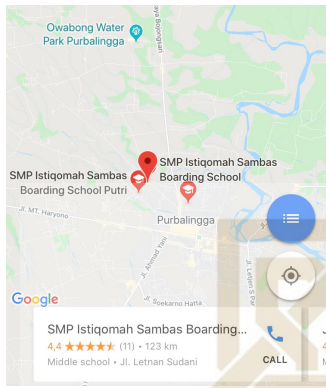 Owabong Water
Park Purbalingga
aya Bojongsari
SMP Istiqomah Sambas
Boarding School
SMP Istiqomah Sambas
Boarding School Putri
Jl. MT. Haryono
Purbalingga
Jl. Ahmad Yani
Jl. Letjen S Par
Google
Jl. Soekarno Hatta
SMP Istiqomah Sambas Boarding...
4,4 ★★★★★ (11) • 123 km
Middle school • Jl. Letnan Sudani
CALL